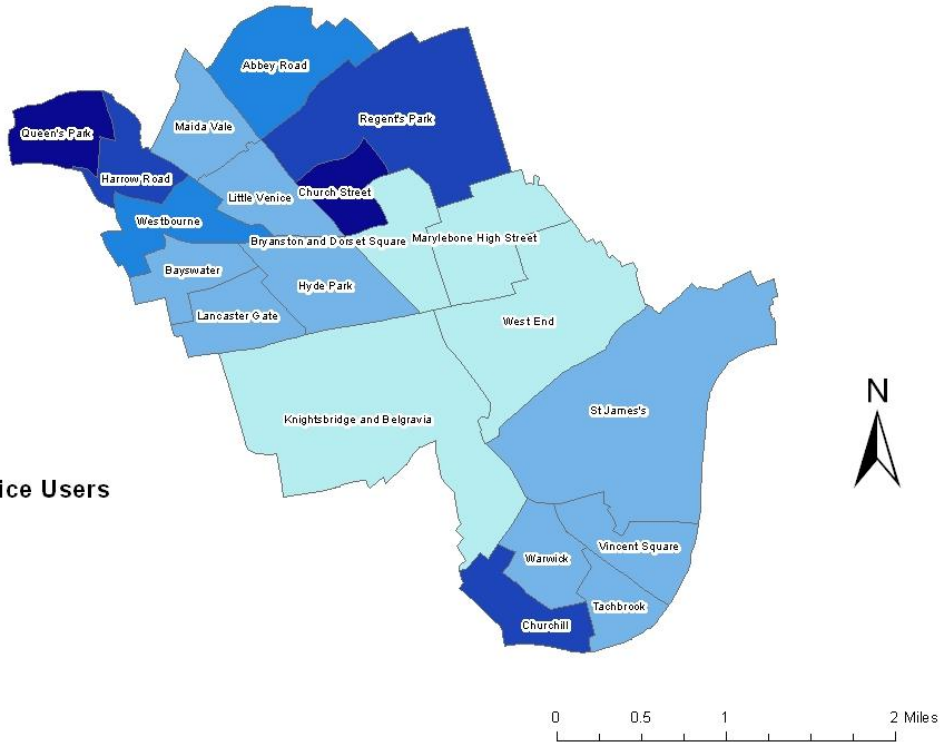 Abbey Road
Regent's Park
Maida Vale
Queen's Park
Harrow Road
Church Street
Little Venice
Westbourne
Bryanston and Dorset Square
Marylebone High Street
Bayswater
Hyde Park
Lancaster Gate
West End
St James's
Knightsbridge and Belgravia
N
ice Users
Vincent Square
Warwick
Tachbrook
Churchill
0 0.5 1 2 Miles